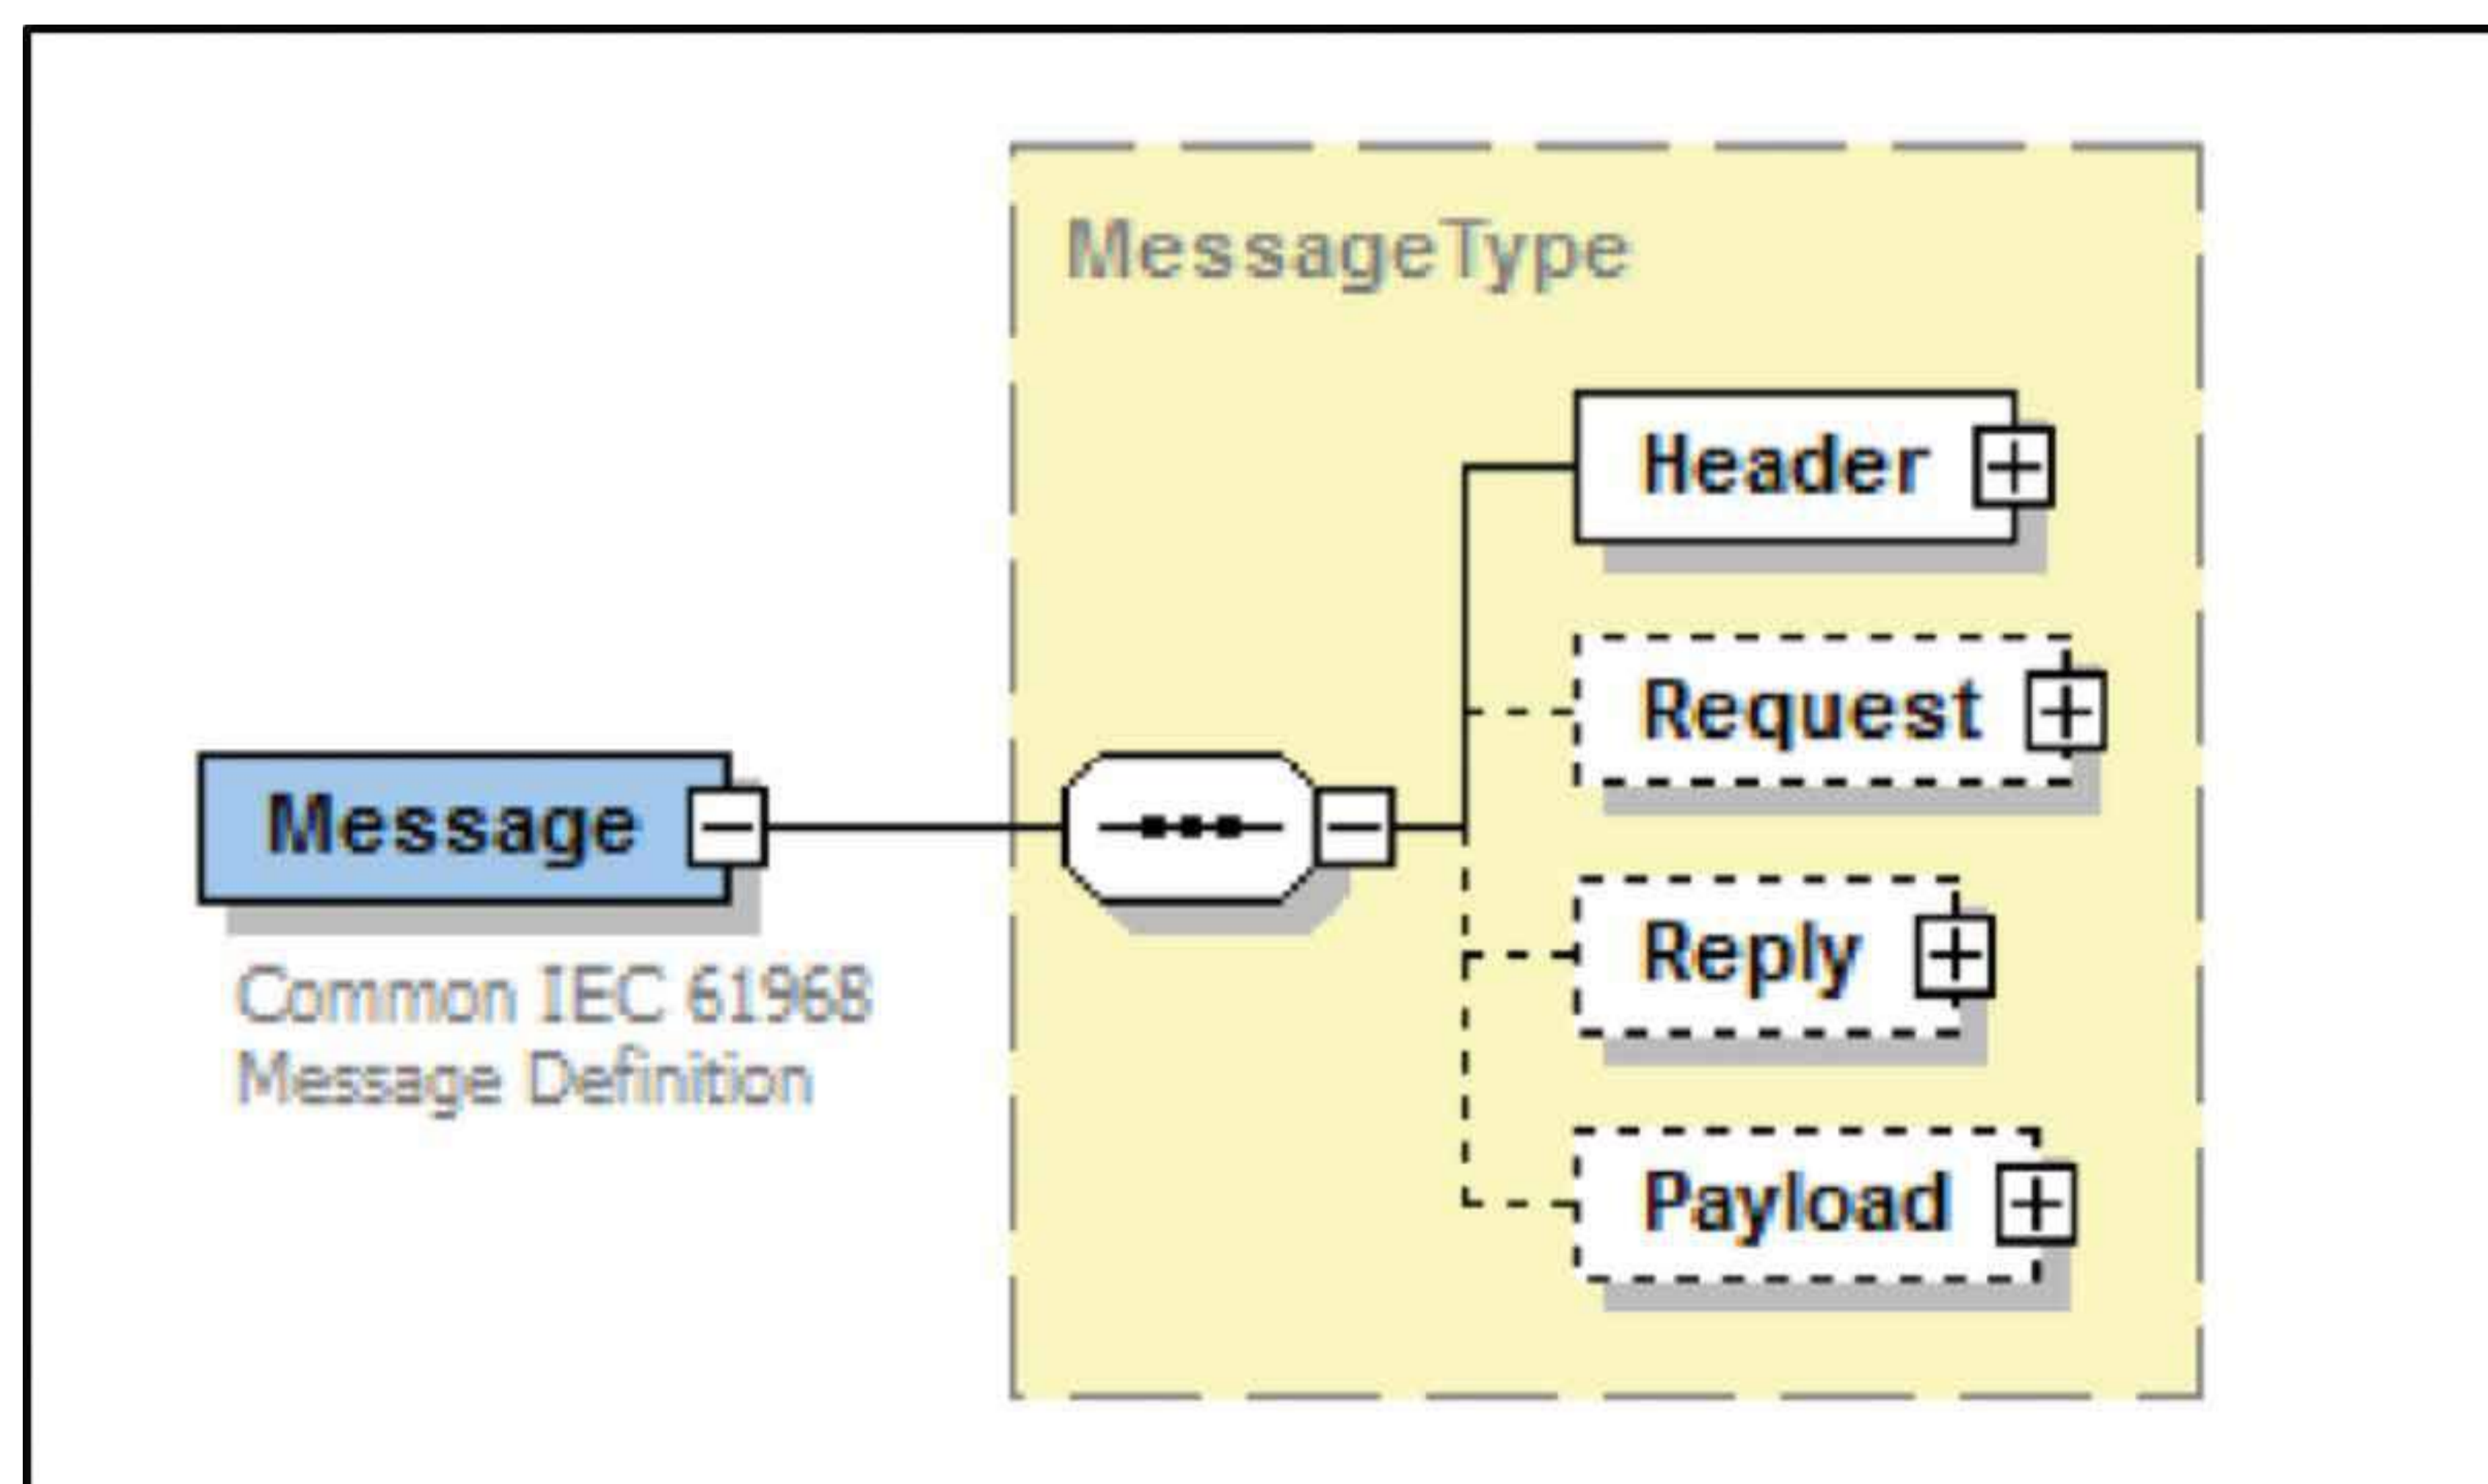 MessageType
Header
Request
Message
Reply
Common IEC 61968
Message Definition
Payload